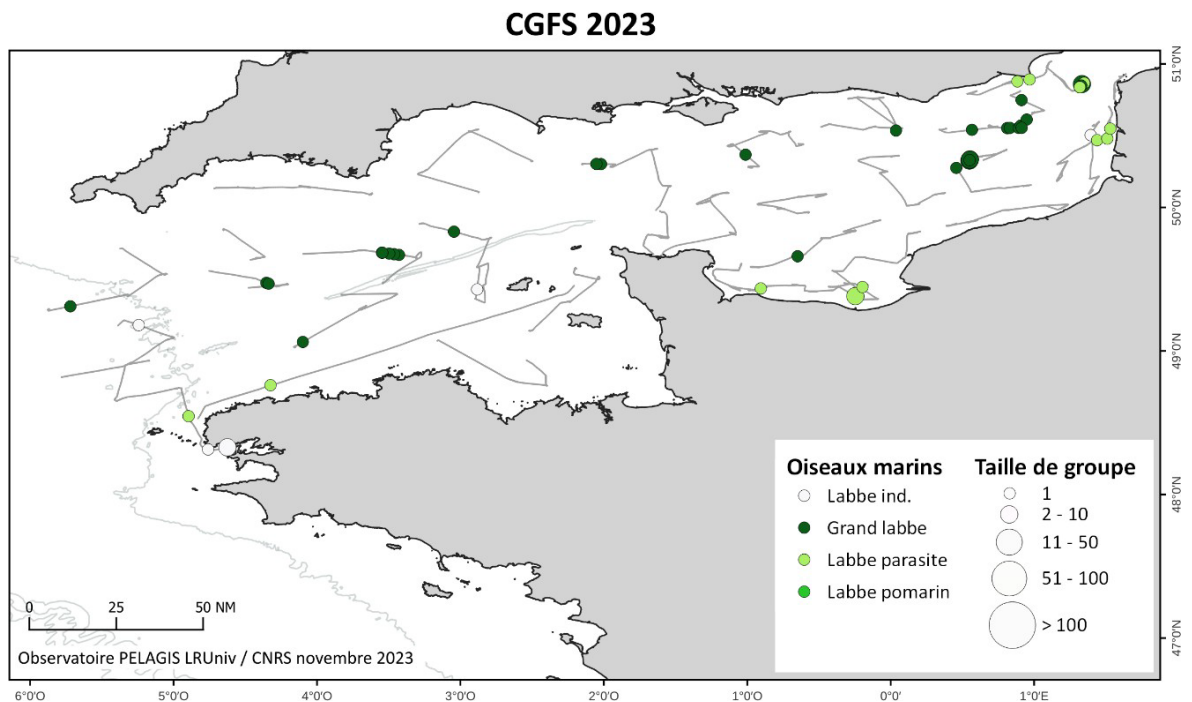 CGFS 2023
51°0'N
50°0'N
49°0'N
48°0'N
47°0'N
Oiseaux marins
Labbe ind.
Grand labbe
Labbe parasite
Labbe pomarin
Taille de groupe
1
2 - 10
11 - 50
51 - 100
> 100
0 25 50 NM
Observatoire PELAGIS LRUniv / CNRS novembre 2023
6°0'O 5°0'O 4°0'O 3°0'O 2°0'O 1°0'O 0°0' 1°0'E